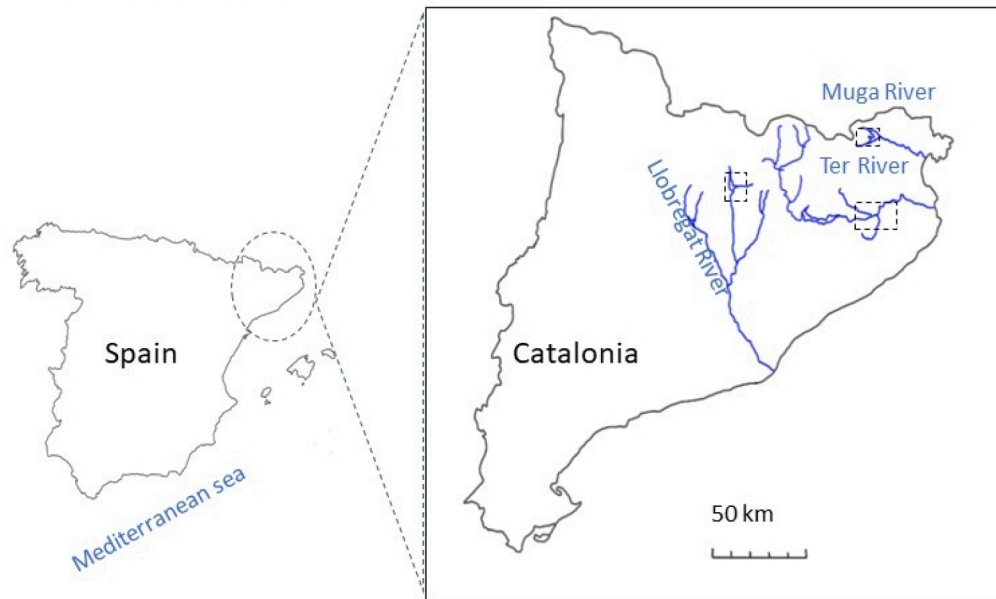 Muga River
Ter River
Llobregat River
Spain
Catalonia
Mediterranean sea
50 km